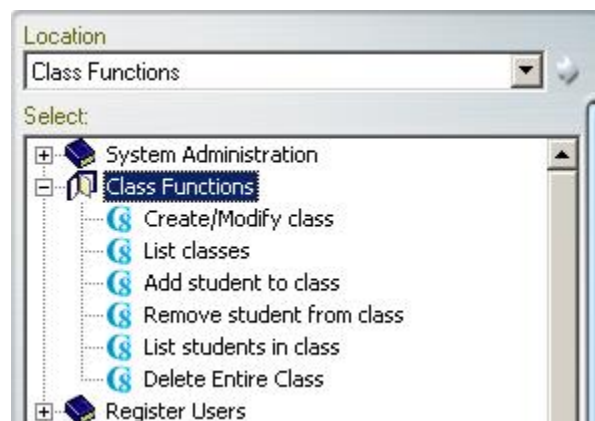 Location
Class Functions
Select:
System Administration
Class Functions
Create/Modify class
List classes
Add student to class
Remove student from class
List students in class
Delete Entire Class
Register Users